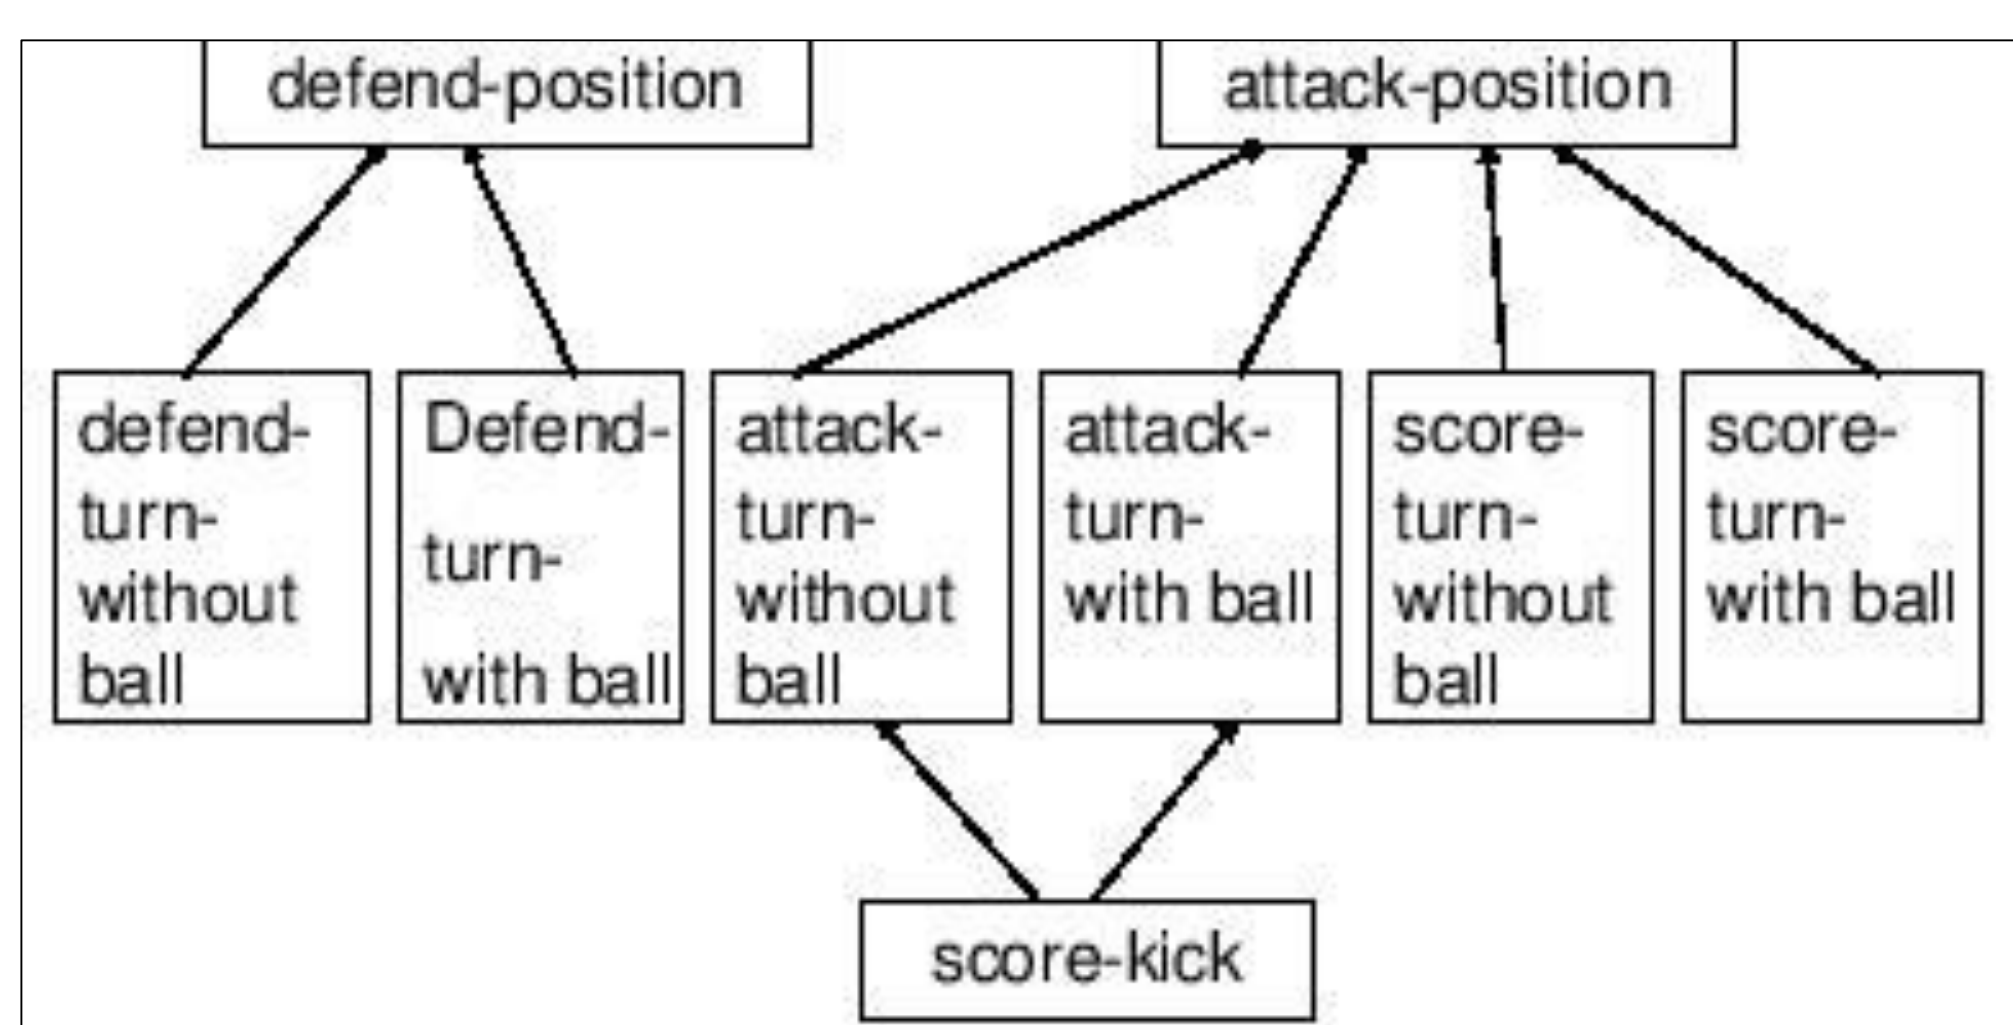 defend-position
attack-position
defend-
turn-
without
ball
Defend-
turn-
with ball
attack-
turn-
without
ball
attack-
turn-
with ball
score-
turn-
without
ball
score-
turn-
with ball
score-kick